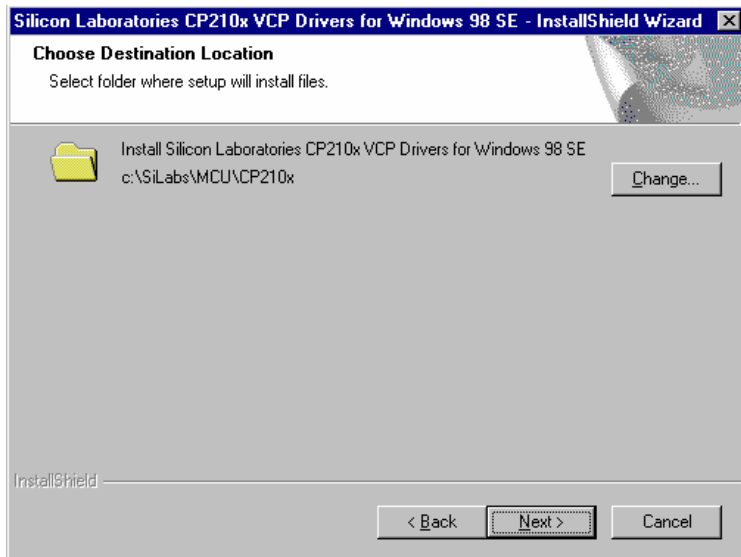 Silicon Laboratories CP210x VCP Drivers for Windows 98 SE - InstallShield Wizard
Choose Destination Location
Select folder where setup will install files.
Install Silicon Laboratories CP210x VCP Drivers for Windows 98 SE
c:\SiLabs\MCU\CP210x
Change...
InstallShield
< Back
Next >
Cancel